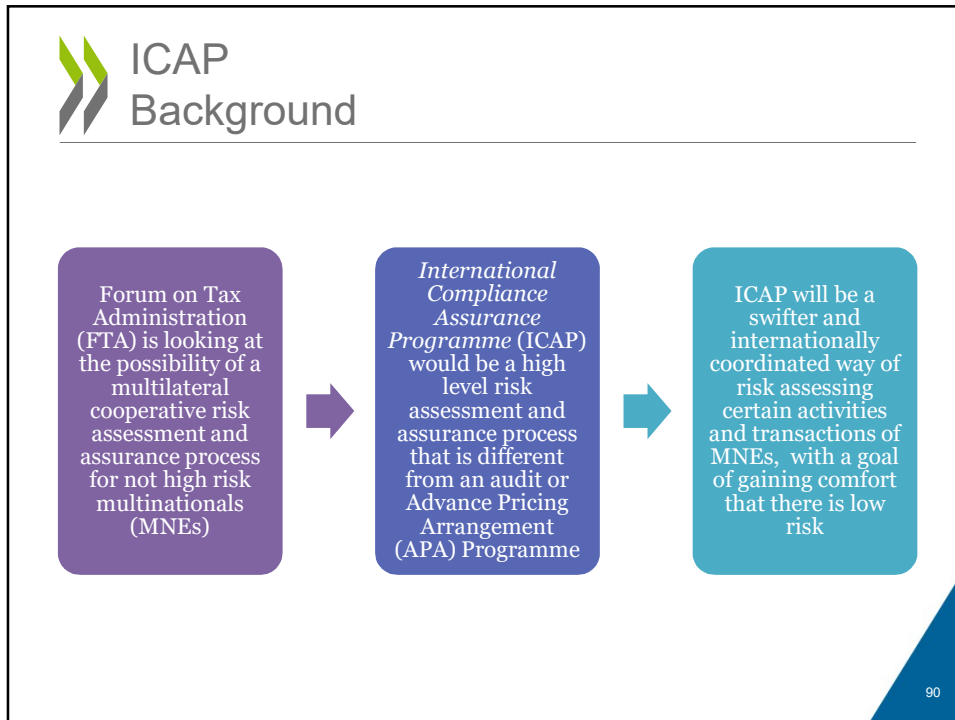 ICAP
Background
Forum on Tax
Administration
(FTA) is looking at
the possibility of a
multilateral
cooperative risk
assessment and
assurance process
for not high risk
multinationals
(MNEs)
International
Compliance
Assurance
Programme (ICAP)
would be a high
level risk
assessment and
assurance process
that is different
from an audit or
Advance Pricing
Arrangement
(APA) Programme
ICAP will be a
swifter and
internationally
coordinated way of
risk assessing
certain activities
and transactions of
MNEs, with a goal
of gaining comfort
that there is low
risk
90